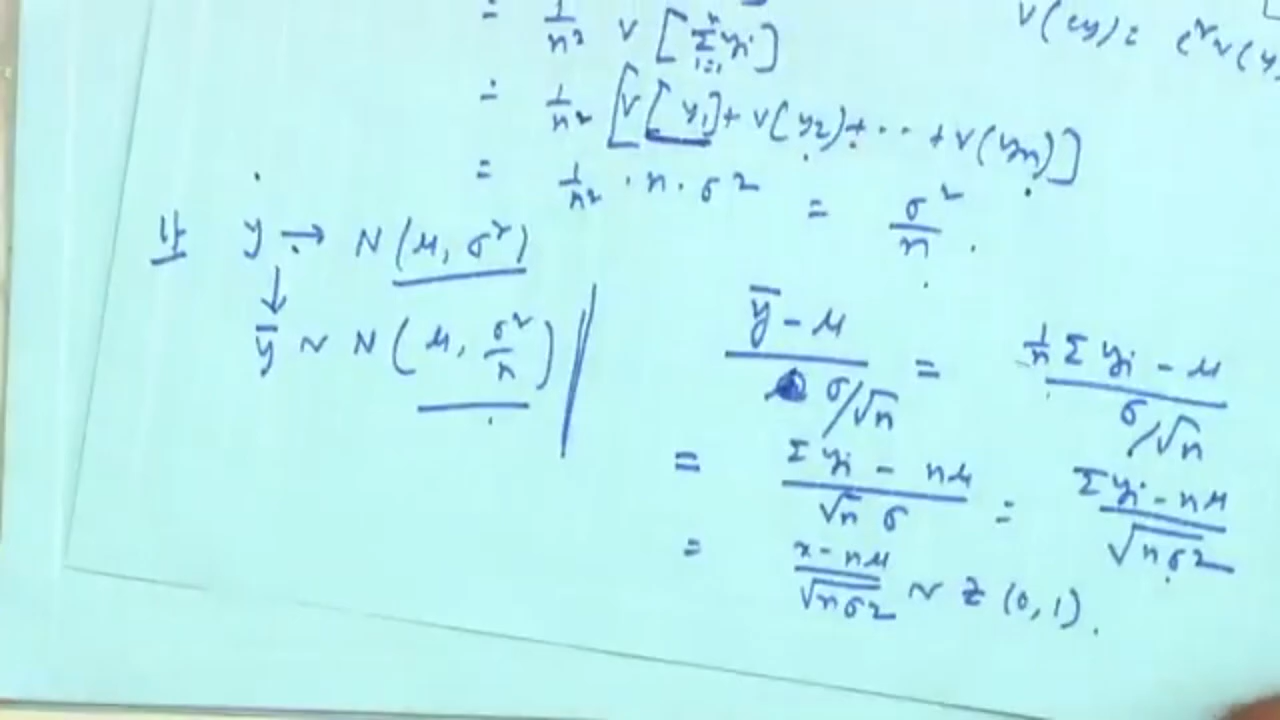 = 1/n² V [Σ_{i=1}^{n} yi]
V(cy) = c²V(y
= 1/n² [V[y₁] + V(y₂) + ·· + V(yn)]
= 1/n² · n · σ² = σ²/n .
If y → N(μ, σ²)
↓
ȳ ~ N(μ, σ²/n)
(ȳ - μ)/(σ/√n) = (1/n Σ yi - μ)/(σ/√n)
= (Σ yi - nμ)/(√n σ) = (Σ yi - nμ)/√(nσ²)
= (x - nμ)/√(nσ²) ~ Z (0, 1).